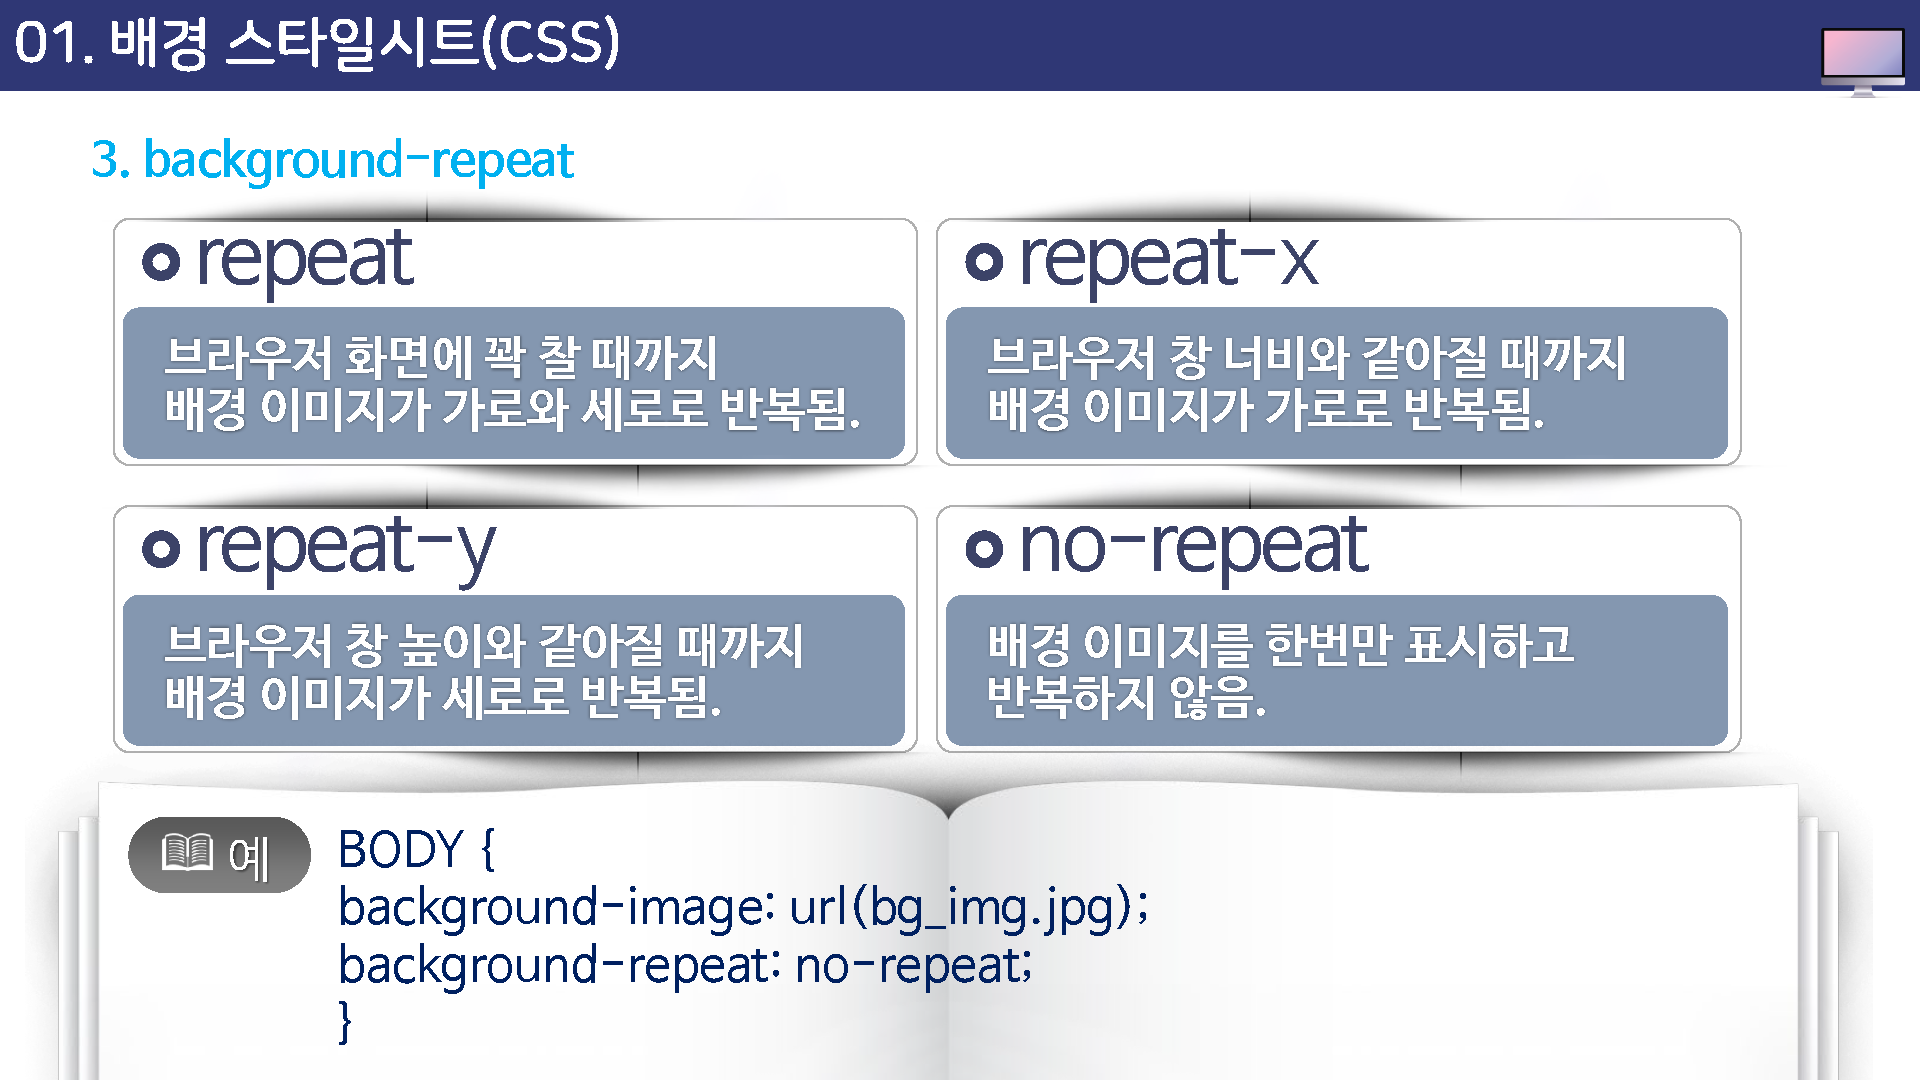 01. 배경 스타일시트(CSS)
3. background-repeat
repeat
브라우저 화면에 꽉 찰 때까지
배경 이미지가 가로와 세로로 반복됨.
repeat-x
브라우저 창 너비와 같아질 때까지
배경 이미지가 가로로 반복됨.
repeat-y
브라우저 창 높이와 같아질 때까지
배경 이미지가 세로로 반복됨.
no-repeat
배경 이미지를 한번만 표시하고
반복하지 않음.
예
BODY {
background-image: url(bg_img.jpg);
background-repeat: no-repeat;
}